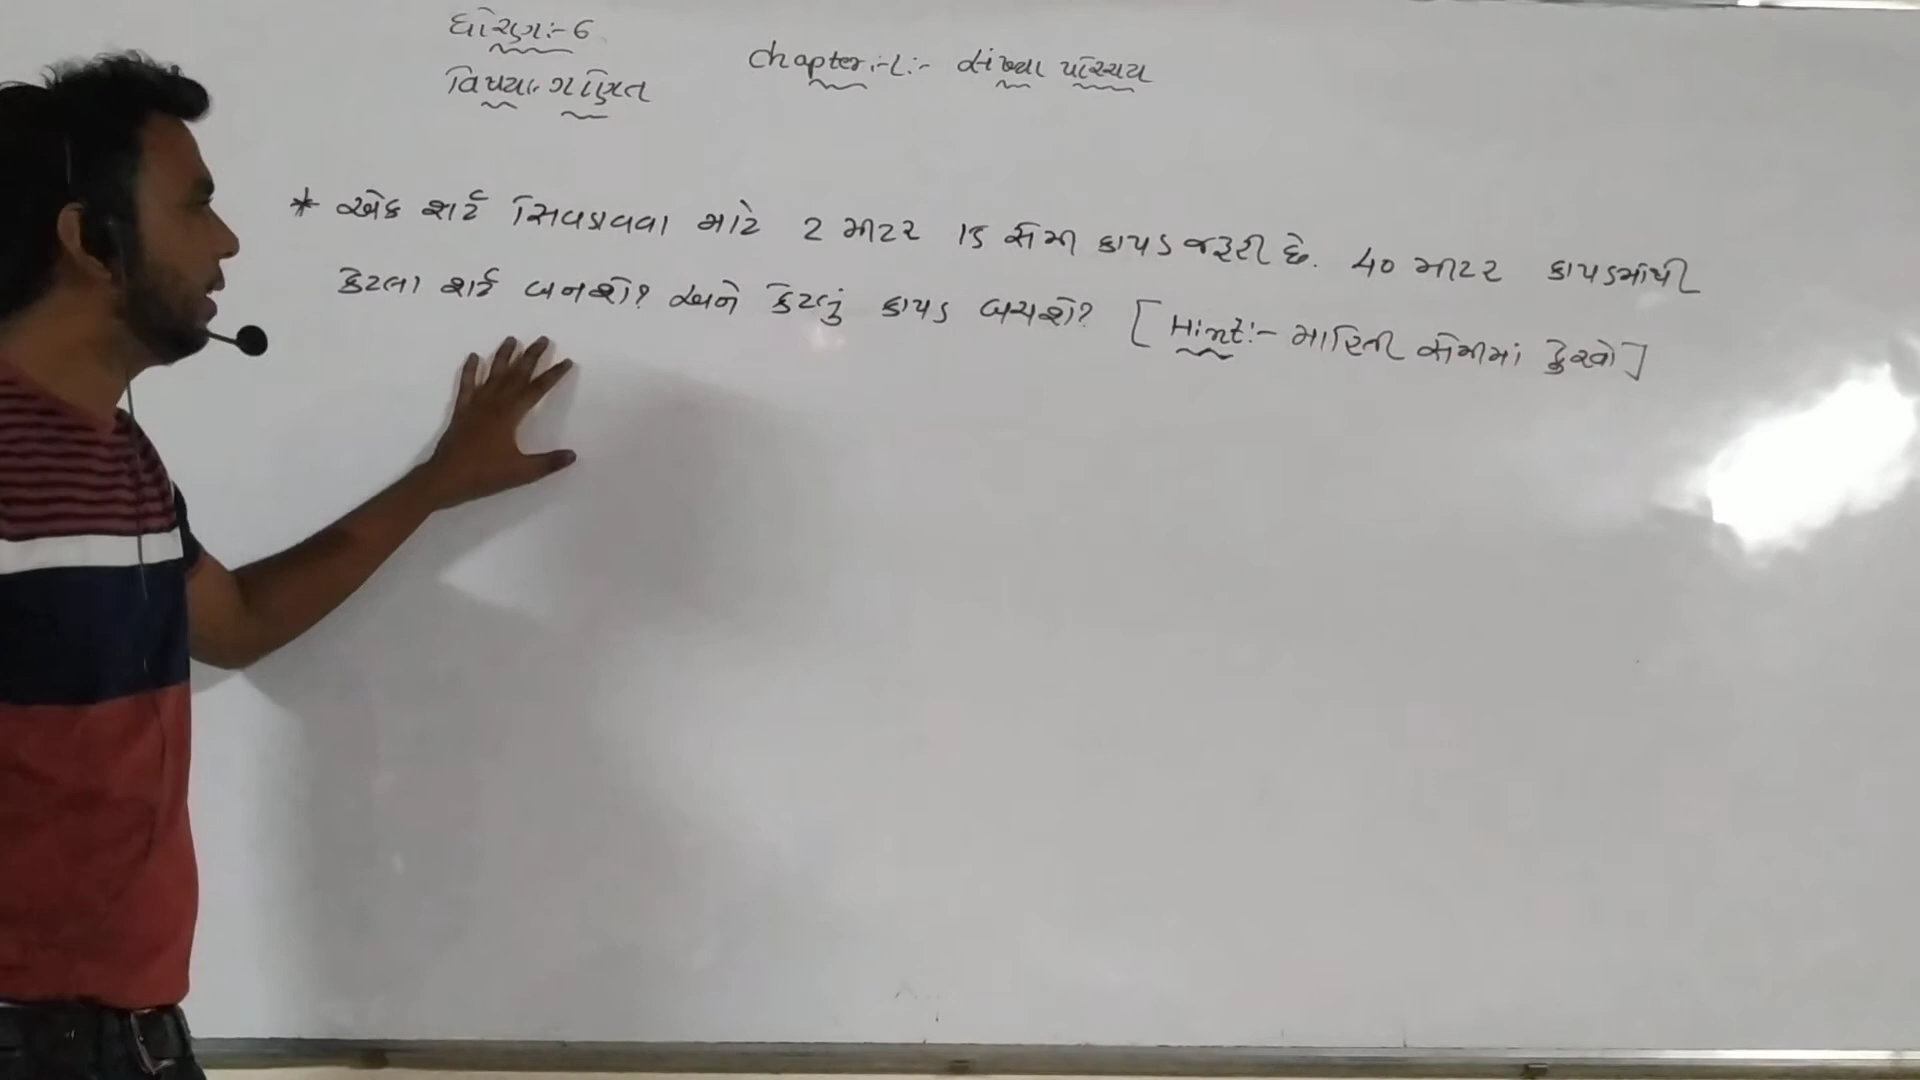 ધોરણ:- 6
વિષય:- ગણિત
Chapter:-1:- સંખ્યા પરિચય
* એક શર્ટ સિવડાવવા માટે 2 મીટર 15 સેમી કાપડ જરૂરી છે. 40 મીટર કાપડમાંથી
કેટલા શર્ટ બનશે? અને કેટલું કાપડ બચશે? [Hint:- માહિતી સેમીમાં ફેરવો]